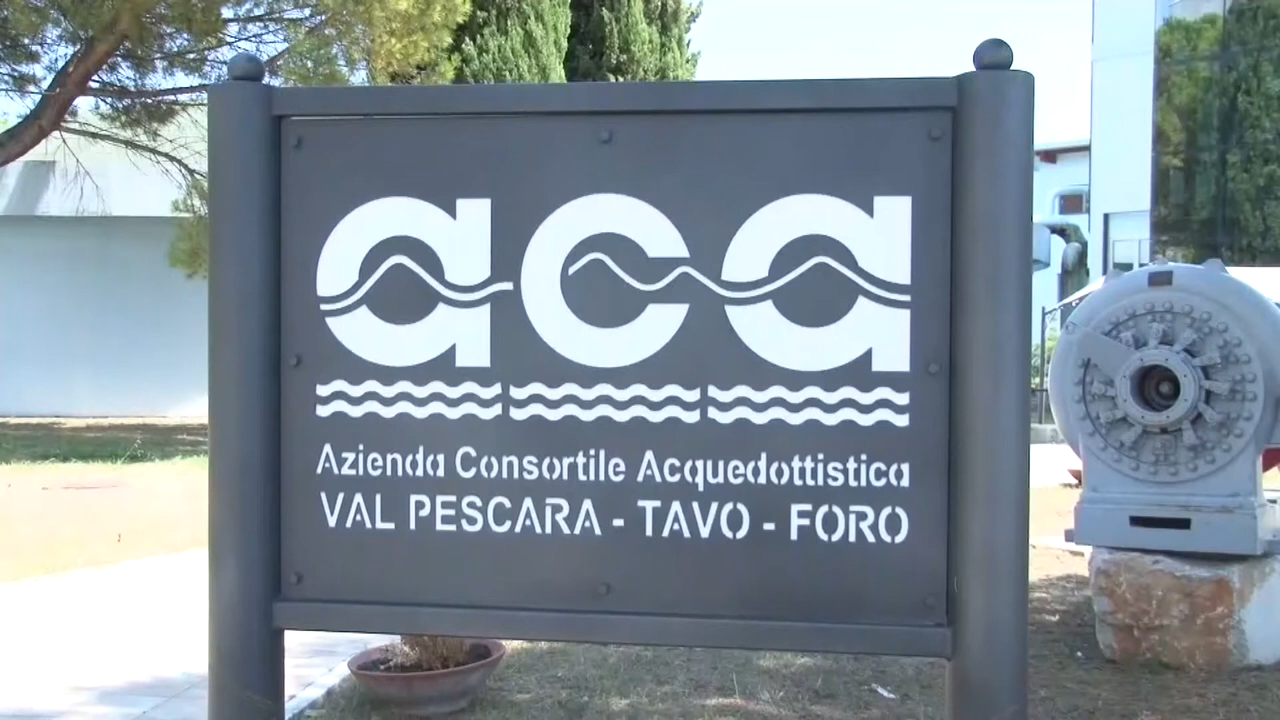 aca
Azienda Consortile Acquedottistica
VAL PESCARA - TAVO - FORO